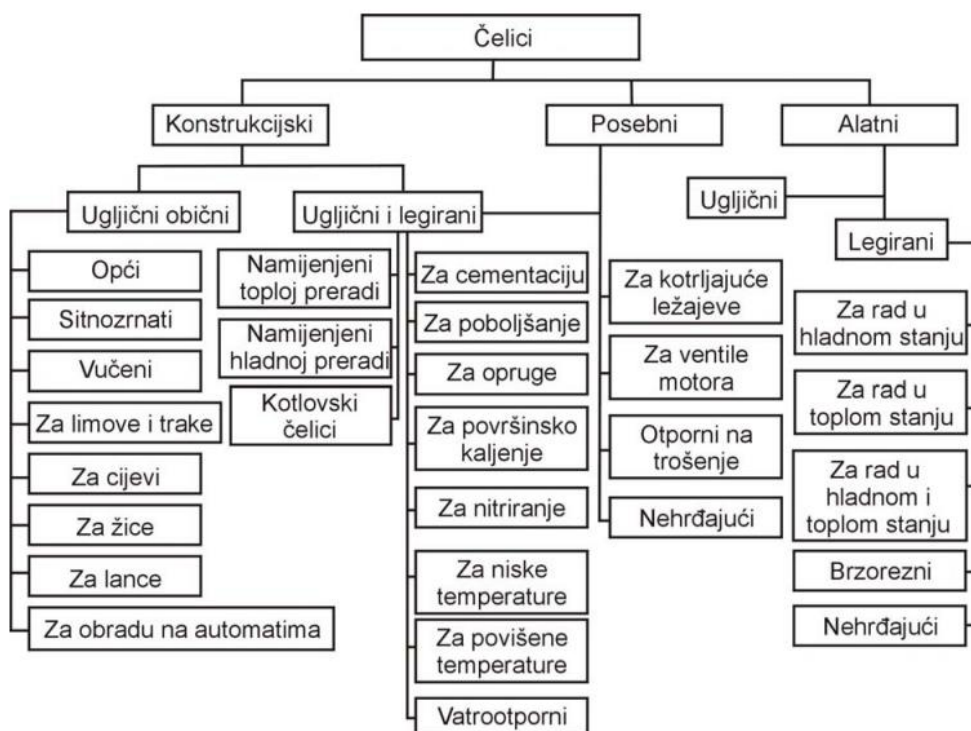 Čelici
Konstrukcijski
Posebni
Alatni
Ugljični obični
Ugljični i legirani
Ugljični
Legirani
Opći
Sitnozrnati
Vučeni
Za limove i trake
Za cijevi
Za žice
Za lance
Za obradu na automatima
Namijenjeni
toploj preradi
Namijenjeni
hladnoj preradi
Kotlovski
čelici
Za cementaciju
Za poboljšanje
Za opruge
Za površinsko
kaljenje
Za nitriranje
Za niske
temperature
Za povišene
temperature
Vatrootporni
Za kotrljajuće
ležajeve
Za ventile
motora
Otporni na
trošenje
Nehrđajući
Za rad u
hladnom stanju
Za rad u
toplom stanju
Za rad u
hladnom i
toplom stanju
Brzorezni
Nehrđajući